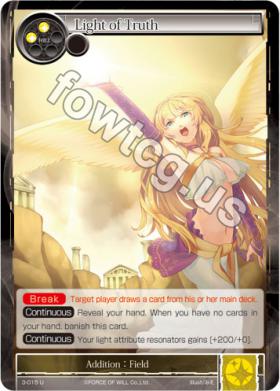 Light of Truth
fowtcg.us
Break Target player draws a card from his or her main deck.
Continuous Reveal your hand. When you have no cards in
your hand, banish this card.
Continuous Your light attribute resonators gains [+200/+0].
Addition : Field
3-015 U ©FORCE OF WILL Co.,Ltd.